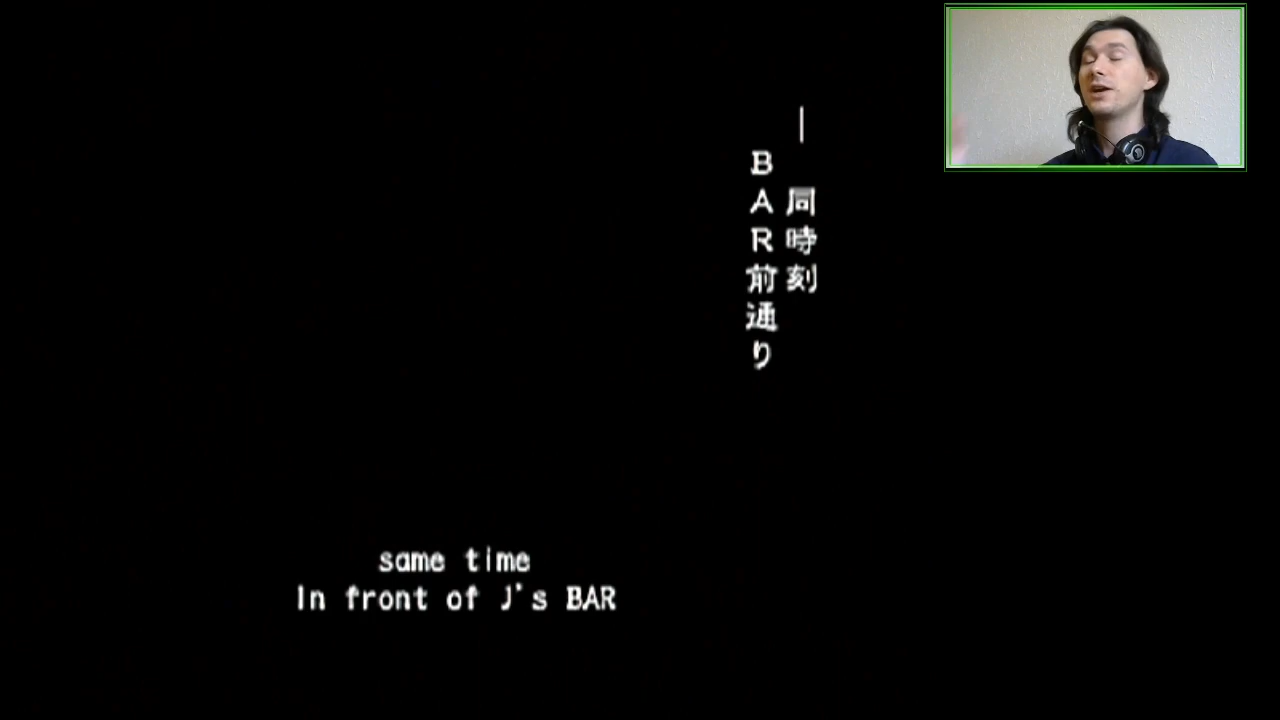 ― 同時刻
BAR前通り
same time
In front of J's BAR